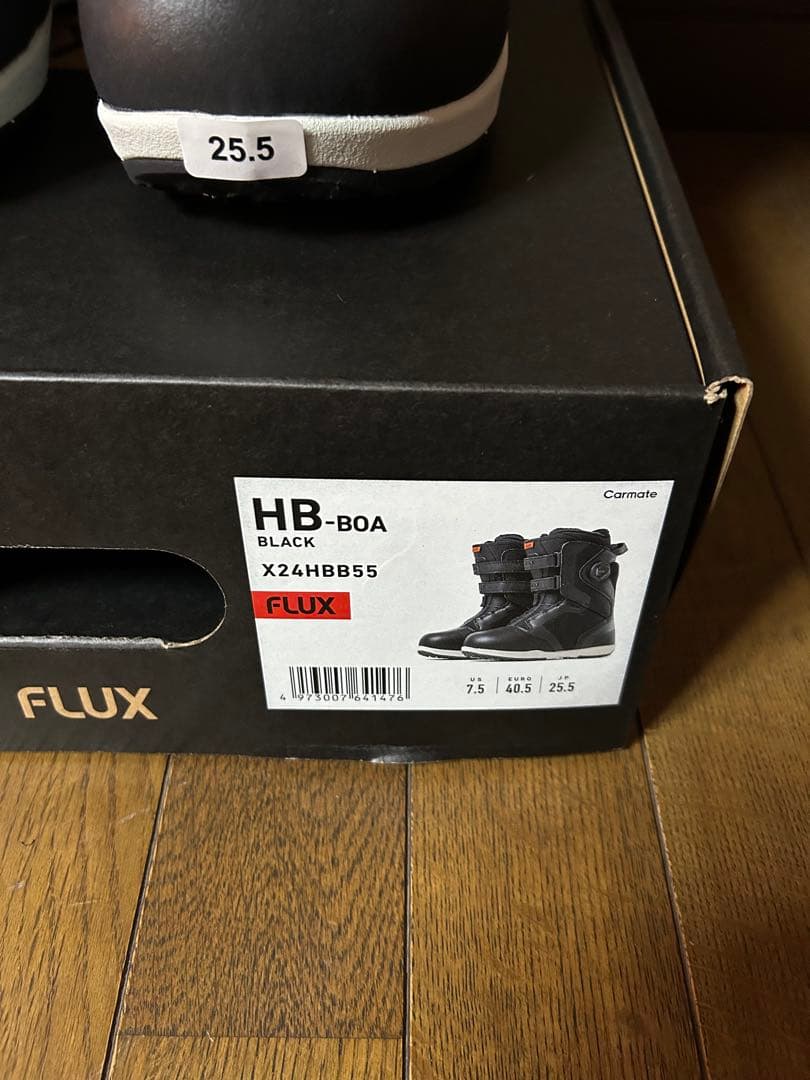 25.5
Carmate
HB-BOA
BLACK
X24HBB55
FLUX
4 973007 641476
US EURO JP
7.5 40.5 25.5
FLUX